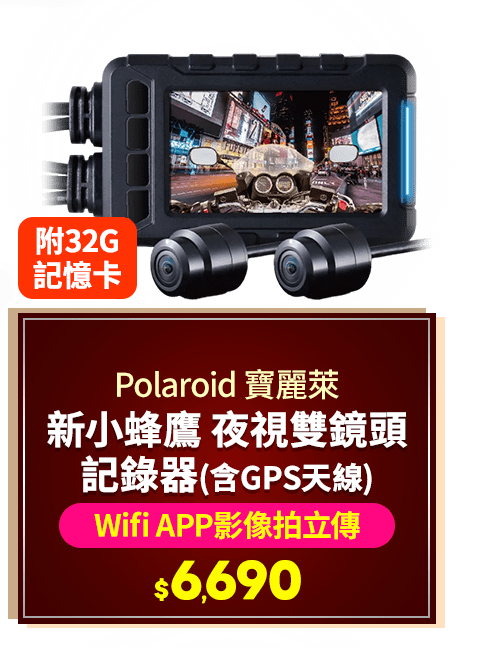 附32G
記憶卡
Polaroid 寶麗萊
新小蜂鷹 夜視雙鏡頭
記錄器(含GPS天線)
Wifi APP影像拍立傳
$6,690